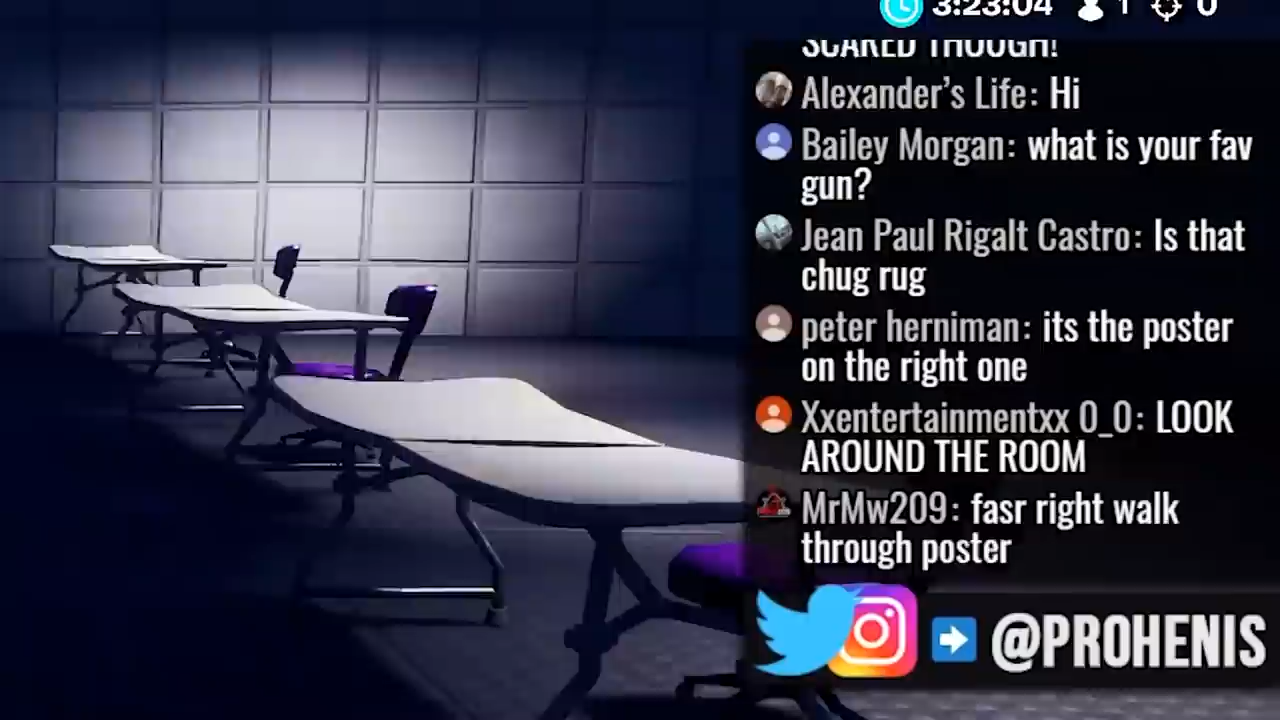 3:23:04 1 0
SCARED THOUGH!
Alexander's Life: Hi
Bailey Morgan: what is your fav
gun?
Jean Paul Rigalt Castro: Is that
chug rug
peter herniman: its the poster
on the right one
Xxentertainmentxx 0_0: LOOK
AROUND THE ROOM
MrMw209: fasr right walk
through poster
@PROHENIS